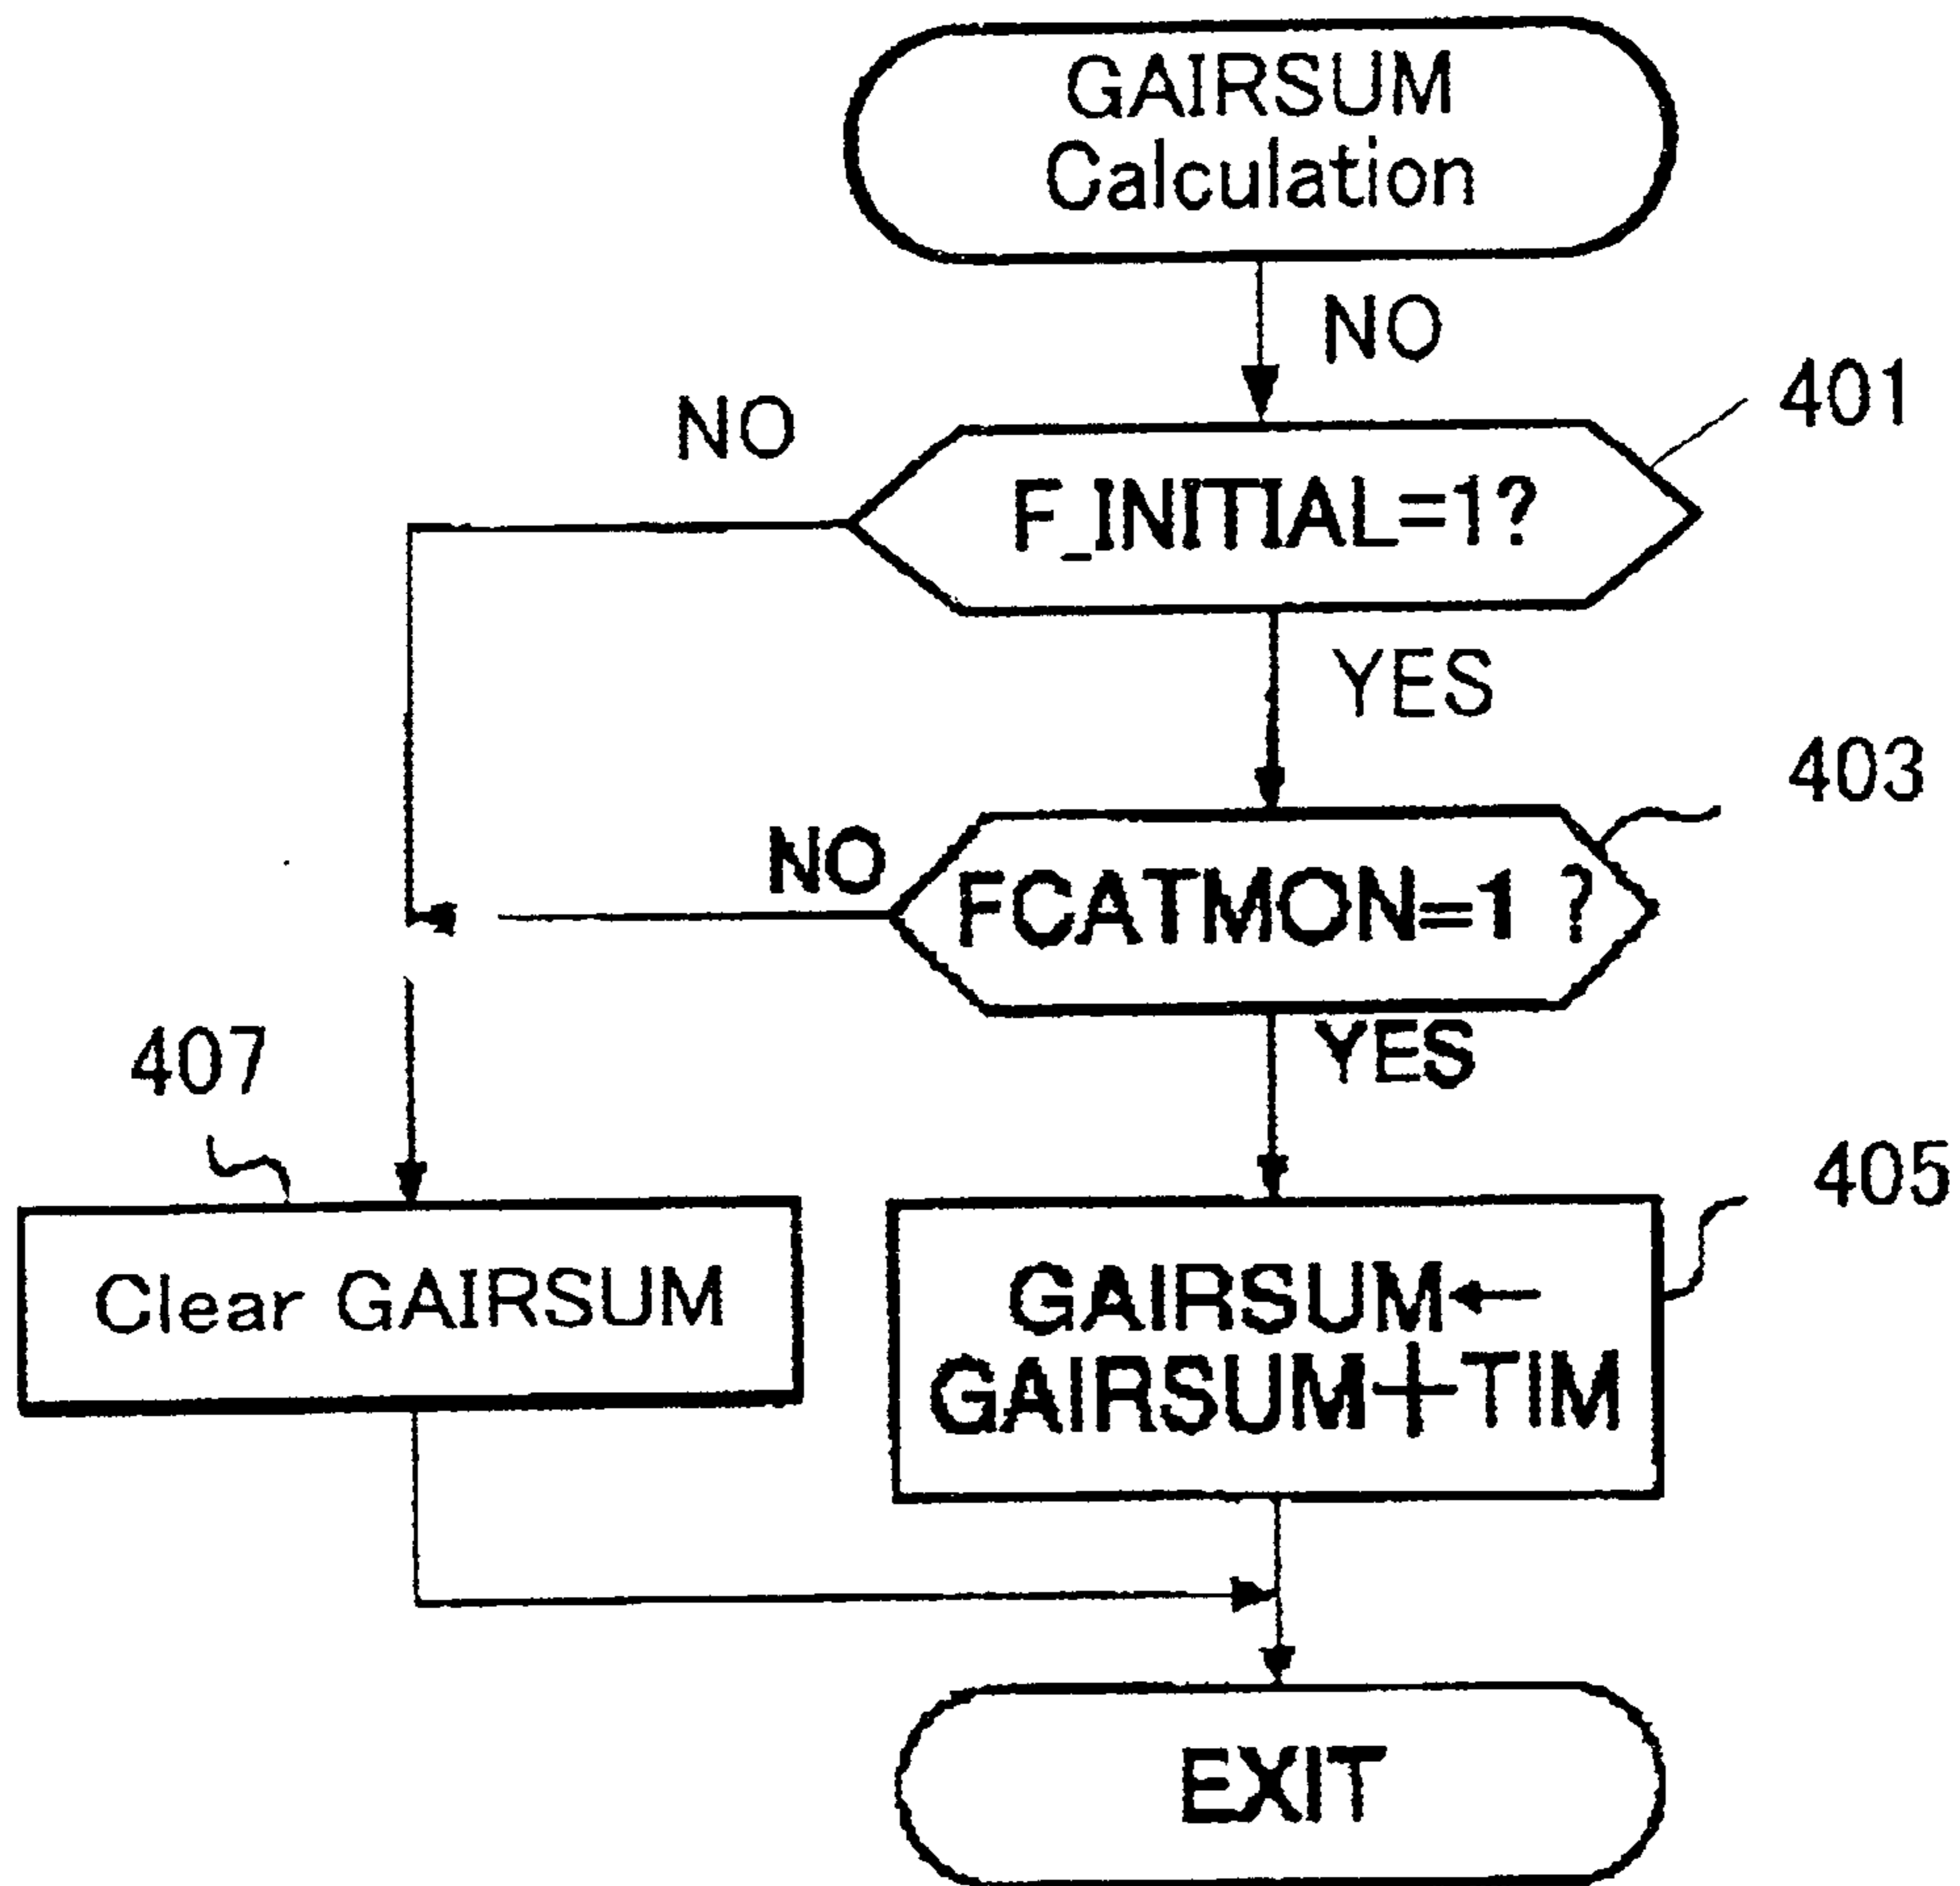 GAIRSUM
Calculation
NO
401
NO
F_INITIAL=1?
YES
403
NO
FCATMON=1 ?
YES
407
405
Clear GAIRSUM
GAIRSUM←
GAIRSUM+TIM
EXIT